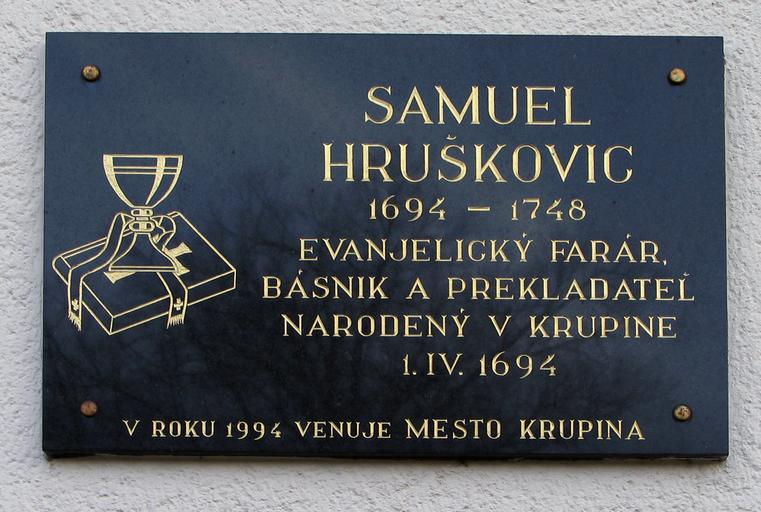 SAMUEL
HRUŠKOVIC
1694 – 1748
EVANJELICKÝ FARÁR,
BÁSNIK A PREKLADATEĽ
NARODENÝ V KRUPINE
1. IV. 1694
V ROKU 1994 VENUJE MESTO KRUPINA